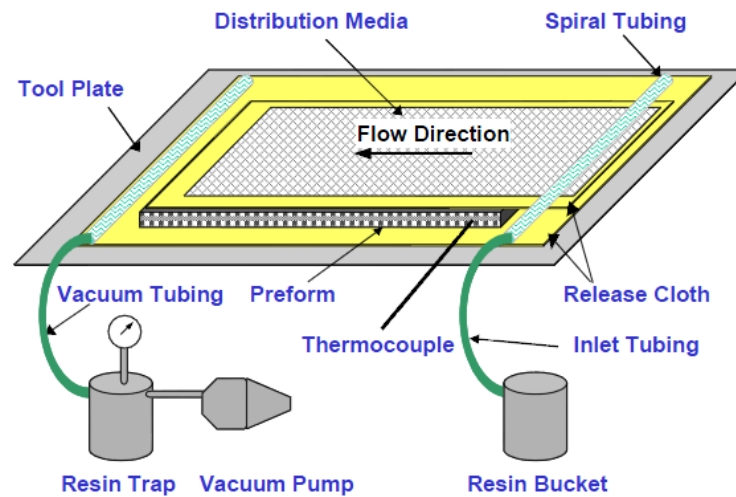 Distribution Media
Spiral Tubing
Tool Plate
Flow Direction
Vacuum Tubing
Preform
Release Cloth
Thermocouple
Inlet Tubing
Resin Trap
Vacuum Pump
Resin Bucket